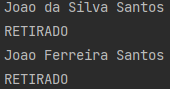 Joao da Silva Santos
RETIRADO
Joao Ferreira Santos
RETIRADO